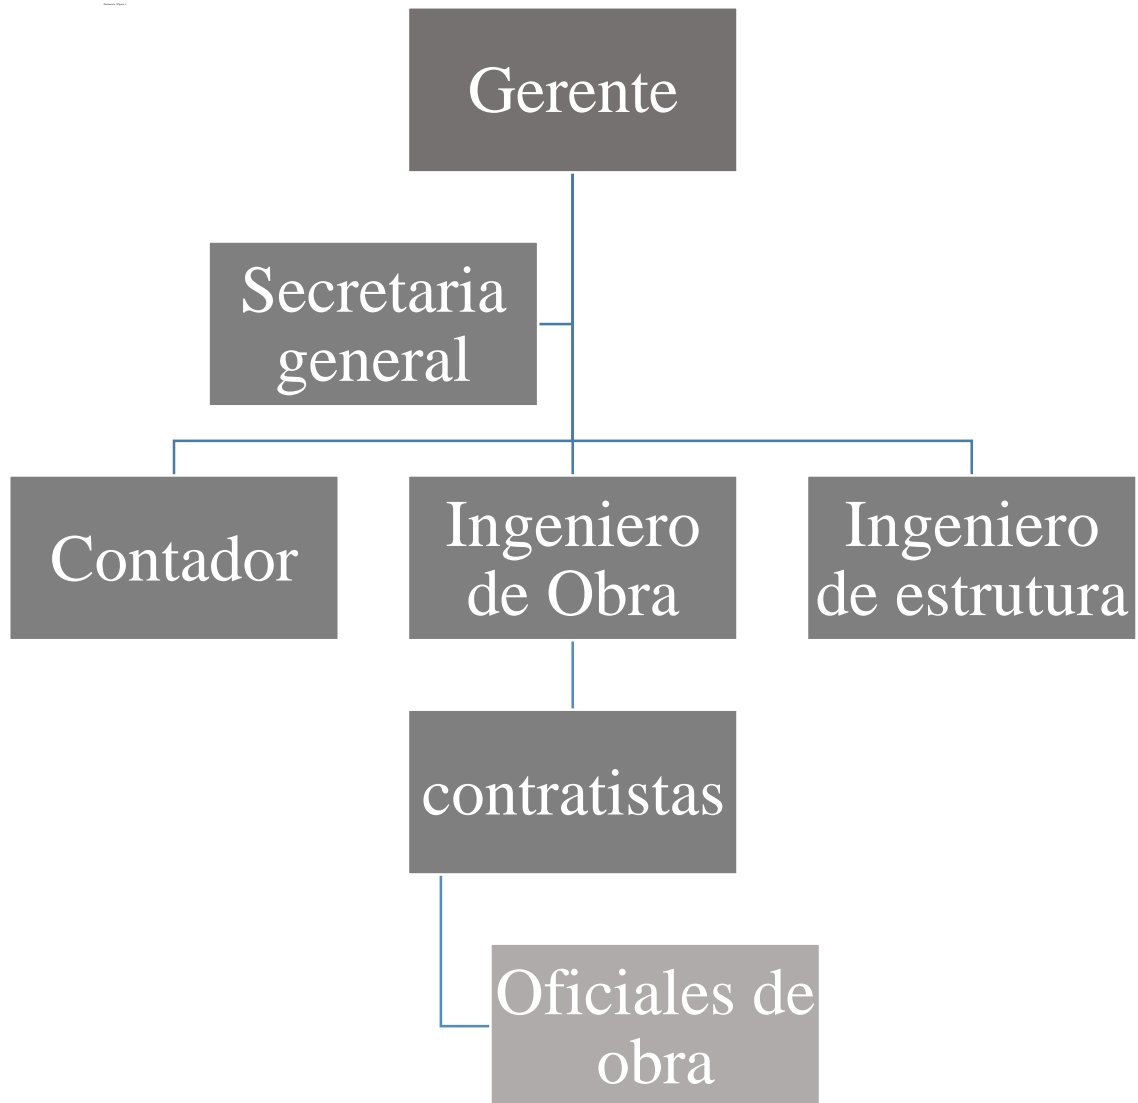 Gerente
Secretaria
general
Contador
Ingeniero
de Obra
Ingeniero
de estrutura
contratistas
Oficiales de
obra